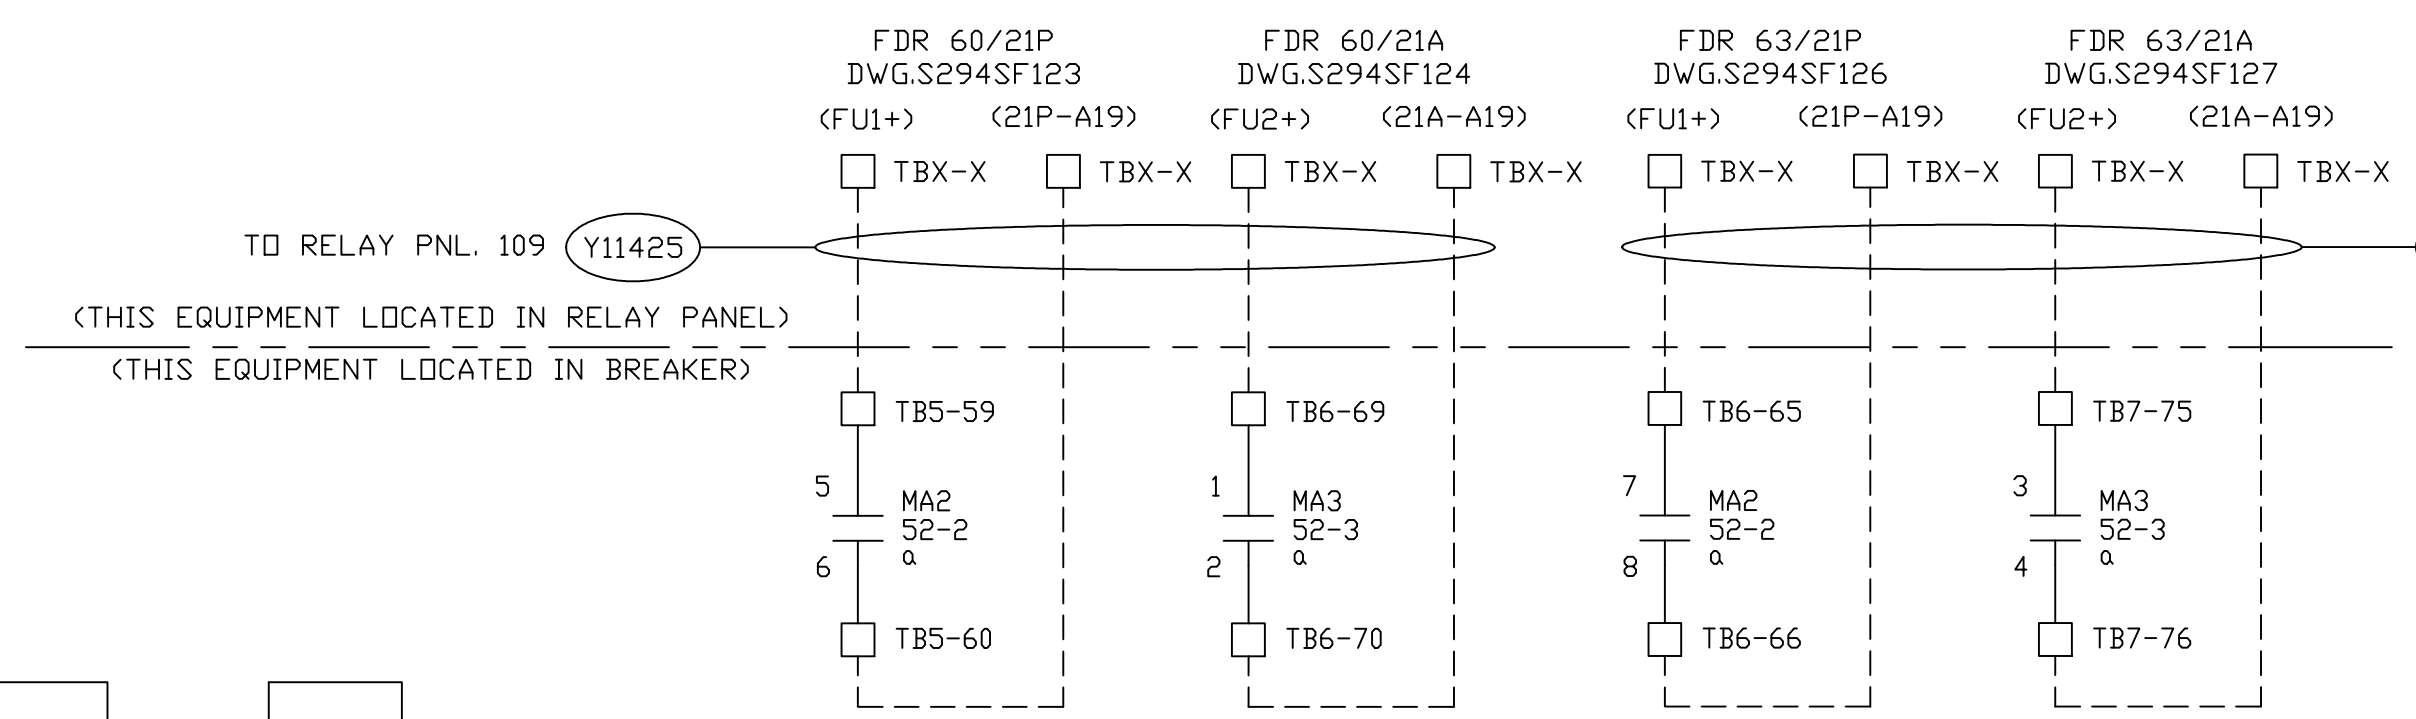 FDR 60/21P
DWG.S294SF123
FDR 60/21A
DWG.S294SF124
FDR 63/21P
DWG.S294SF126
FDR 63/21A
DWG.S294SF127
(FU1+) (21P-A19) (FU2+) (21A-A19) (FU1+) (21P-A19) (FU2+) (21A-A19)
TBX-X TBX-X TBX-X TBX-X TBX-X TBX-X TBX-X TBX-X
TO RELAY PNL. 109 Y11425
(THIS EQUIPMENT LOCATED IN RELAY PANEL)
(THIS EQUIPMENT LOCATED IN BREAKER)
TB5-59 TB6-69 TB6-65 TB7-75
5
MA2
52-2
a
6
1
MA3
52-3
a
2
7
MA2
52-2
a
8
3
MA3
52-3
a
4
TB5-60 TB6-70 TB6-66 TB7-76